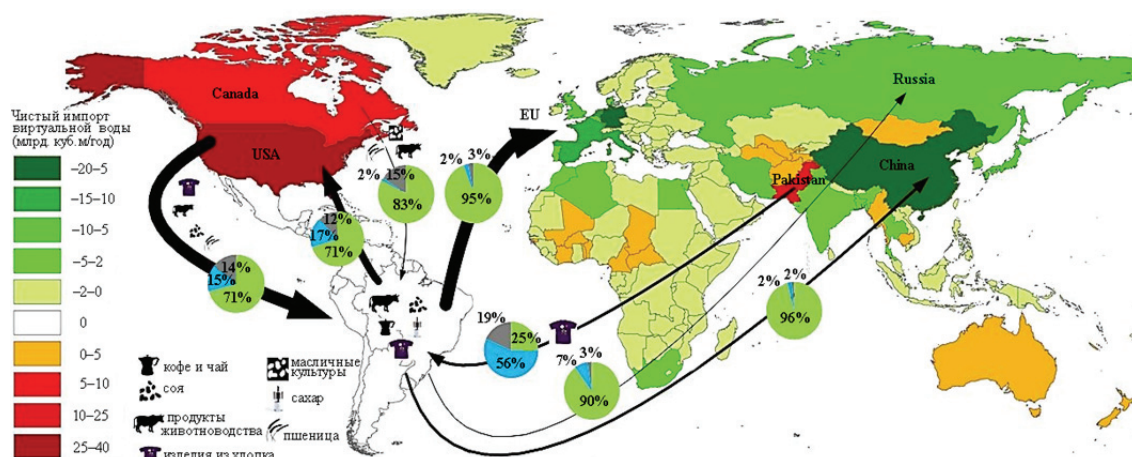 Canada
USA
EU
Russia
China
Pakistan
Чистый импорт
виртуальной воды
(млрд. куб. м/год)
–20–5
–15–10
–10–5
–5–2
–2–0
0
0–5
5–10
10–25
25–40
кофе и чай
соя
продукты
животноводства
изделия из хлопка
масличные
культуры
сахар
пшеница
14%
15%
71%
12%
17%
71%
2%
15%
83%
2%
3%
95%
19%
25%
56%
7%
3%
90%
2%
2%
96%